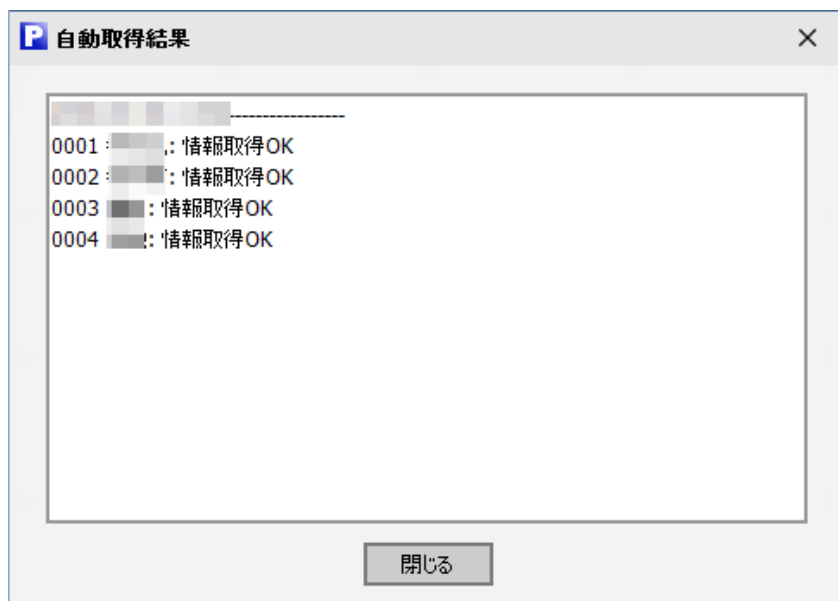 P 自動取得結果
-----------------
0001 : 情報取得OK
0002 : 情報取得OK
0003 : 情報取得OK
0004 : 情報取得OK
閉じる